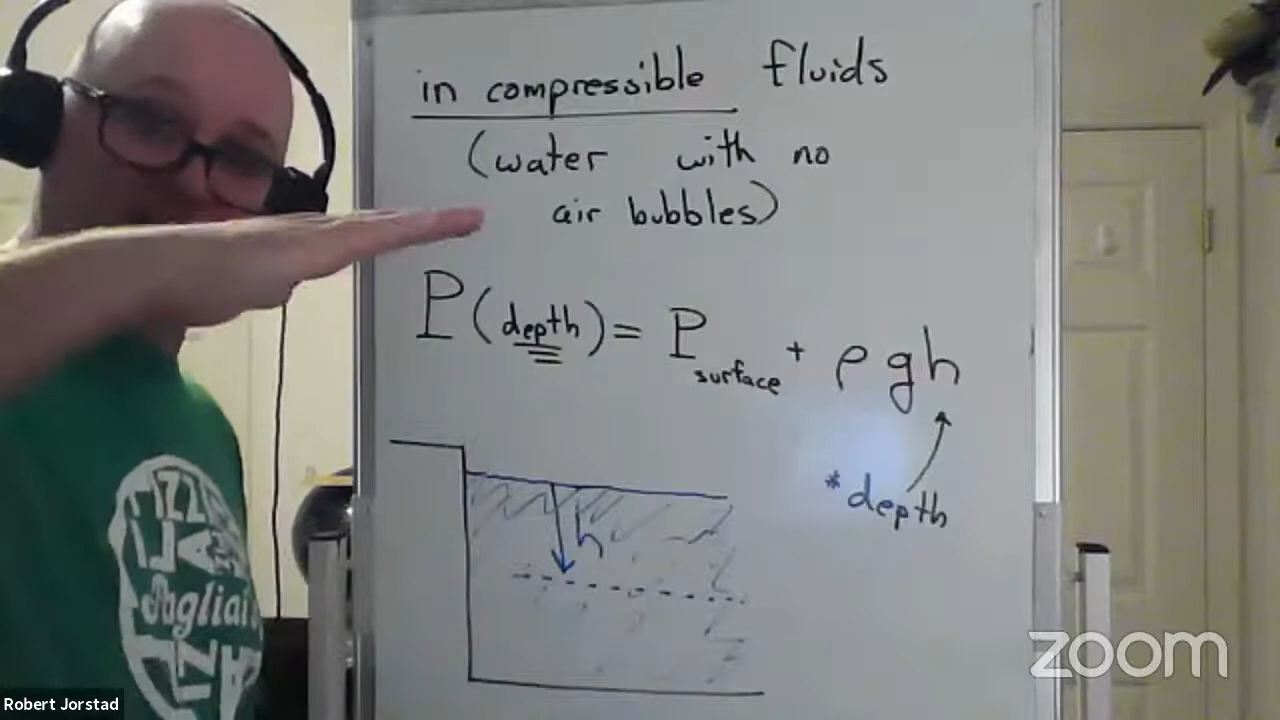 in compressible fluids
(water with no
air bubbles)
P(depth) = P surface + ρgh
*depth
h
zoom
Robert Jorstad